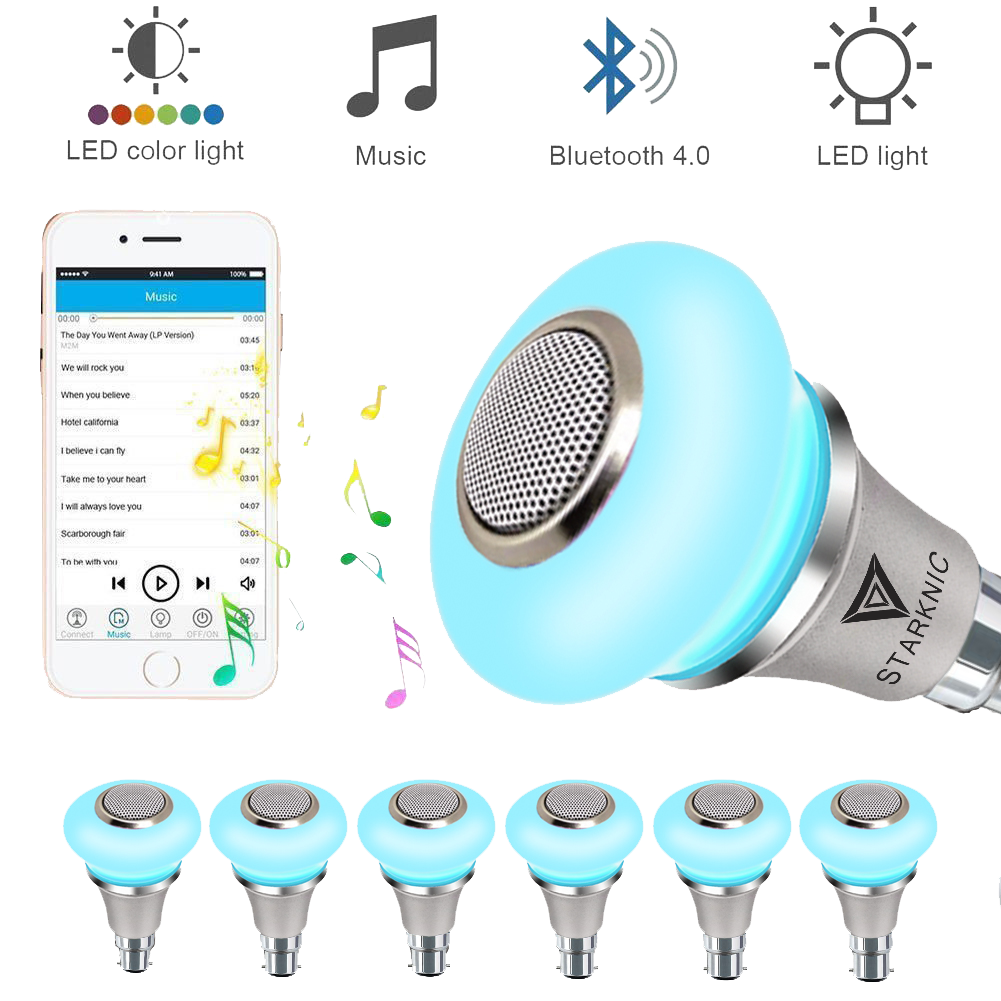 LED color light
Music
Bluetooth 4.0
LED light
9:41 AM
100%
Music
00:00
00:00
The Day You Went Away (LP Version)
M2M
03:45
We will rock you
When you believe
05:20
Hotel california
03:37
I believe i can fly
04:32
Take me to your heart
03:01
I will always love you
04:07
Scarborough fair
To be with you
04:07
Connect
Music
Lamp
OFF/ON
STARKNIC